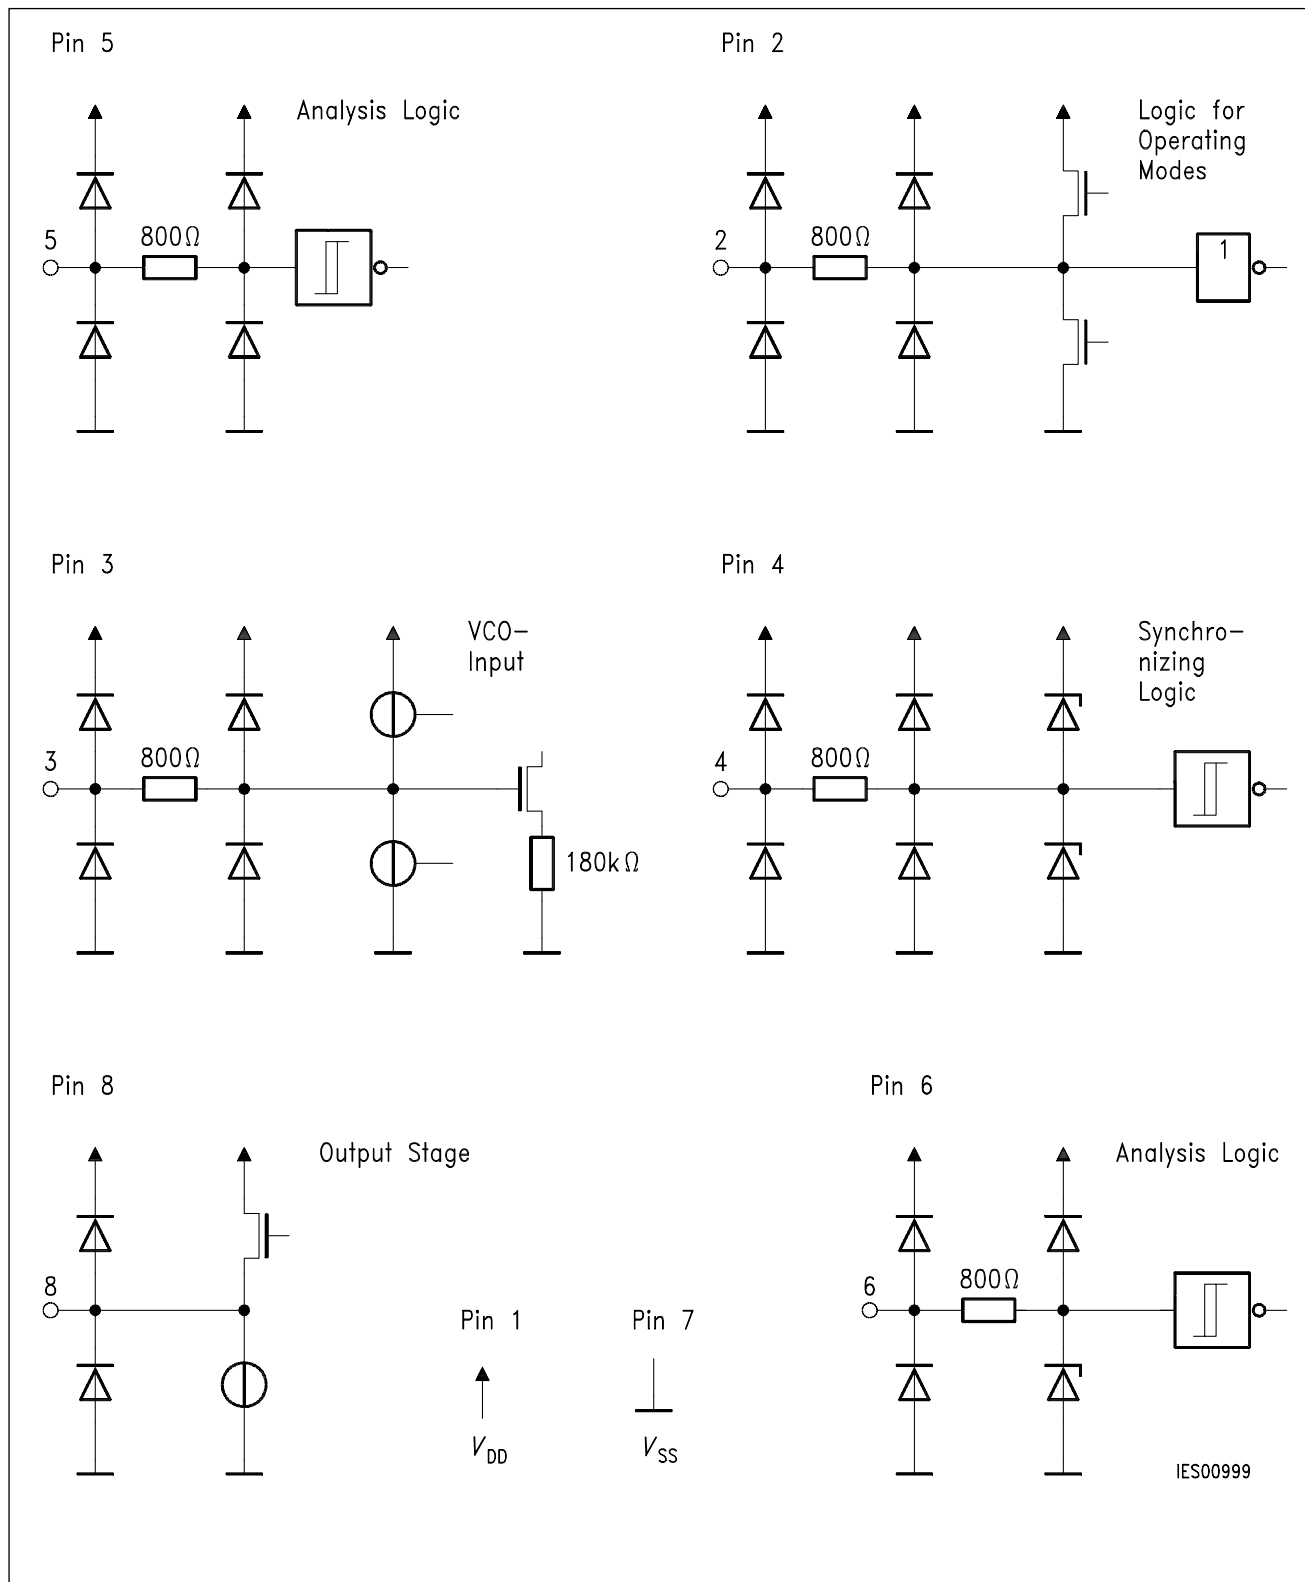 Pin 5
Analysis Logic
5
800Ω
Pin 2
Logic for
Operating
Modes
2
800Ω
1
Pin 3
VCO-
Input
3
800Ω
180kΩ
Pin 4
Synchro-
nizing
Logic
4
800Ω
Pin 8
Output Stage
8
Pin 1
VDD
Pin 7
VSS
Pin 6
Analysis Logic
6
800Ω
IES00999